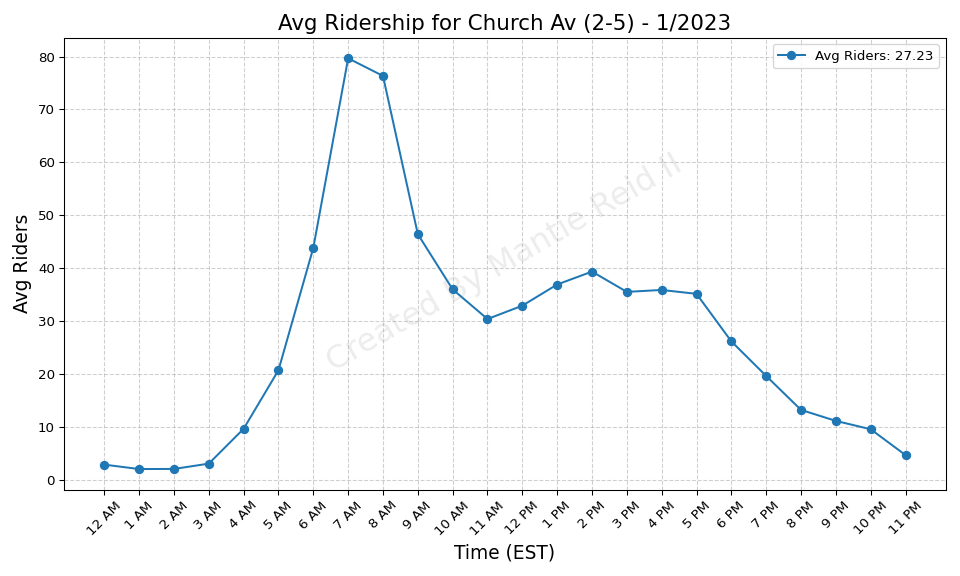 Avg Ridership for Church Av (2-5) - 1/2023
Avg Riders: 27.23
80
70
60
50
40
30
20
10
0
Avg Riders
Created By Mantie Reid II
12 AM
1 AM
2 AM
3 AM
4 AM
5 AM
6 AM
7 AM
8 AM
9 AM
10 AM
11 AM
12 PM
1 PM
2 PM
3 PM
4 PM
5 PM
6 PM
7 PM
8 PM
9 PM
10 PM
11 PM
Time (EST)